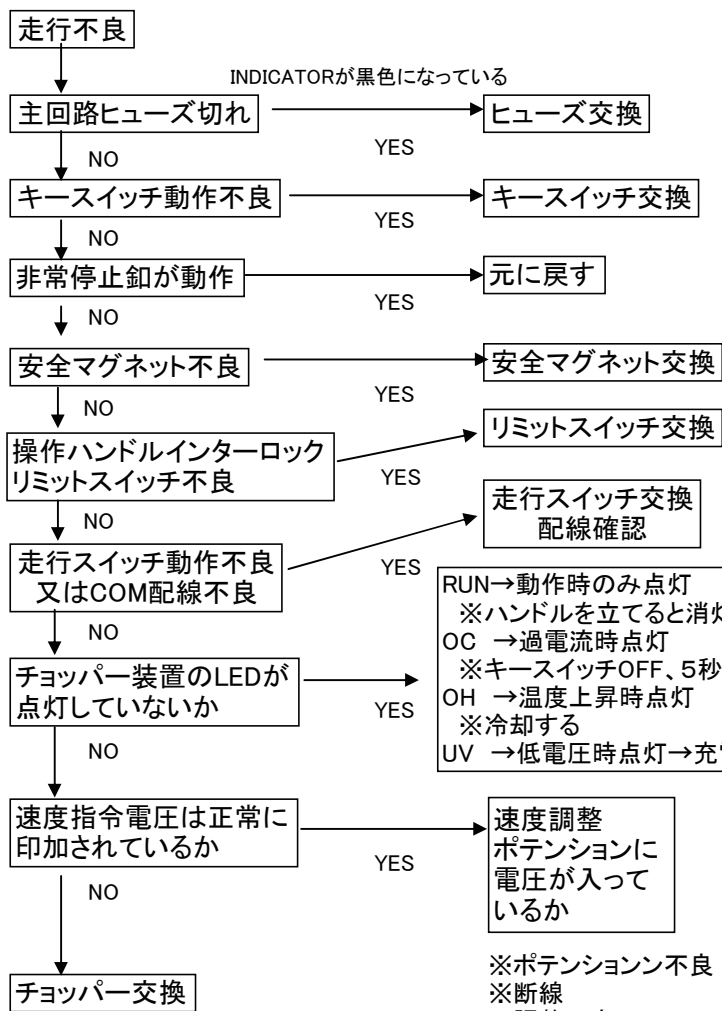 走行不良
INDICATORが黒色になっている
主回路ヒューズ切れ
ヒューズ交換
YES
NO
キースイッチ動作不良
キースイッチ交換
YES
NO
非常停止釦が動作
元に戻す
YES
NO
安全マグネット不良
安全マグネット交換
YES
NO
操作ハンドルインターロック
リミットスイッチ不良
リミットスイッチ交換
YES
NO
走行スイッチ動作不良
又はCOM配線不良
走行スイッチ交換
配線確認
YES
NO
チョッパー装置のLEDが
点灯していないか
YES
RUN→動作時のみ点灯
※ハンドルを立てると消
OC →過電流時点灯
※キースイッチOFF、5秒
OH →温度上昇時点灯
※冷却する
UV →低電圧時点灯→充
NO
速度指令電圧は正常に
印加されているか
YES
速度調整
ポテンションに
電圧が入って
いるか
NO
チョッパー交換
※ポテンションン不良
※断線